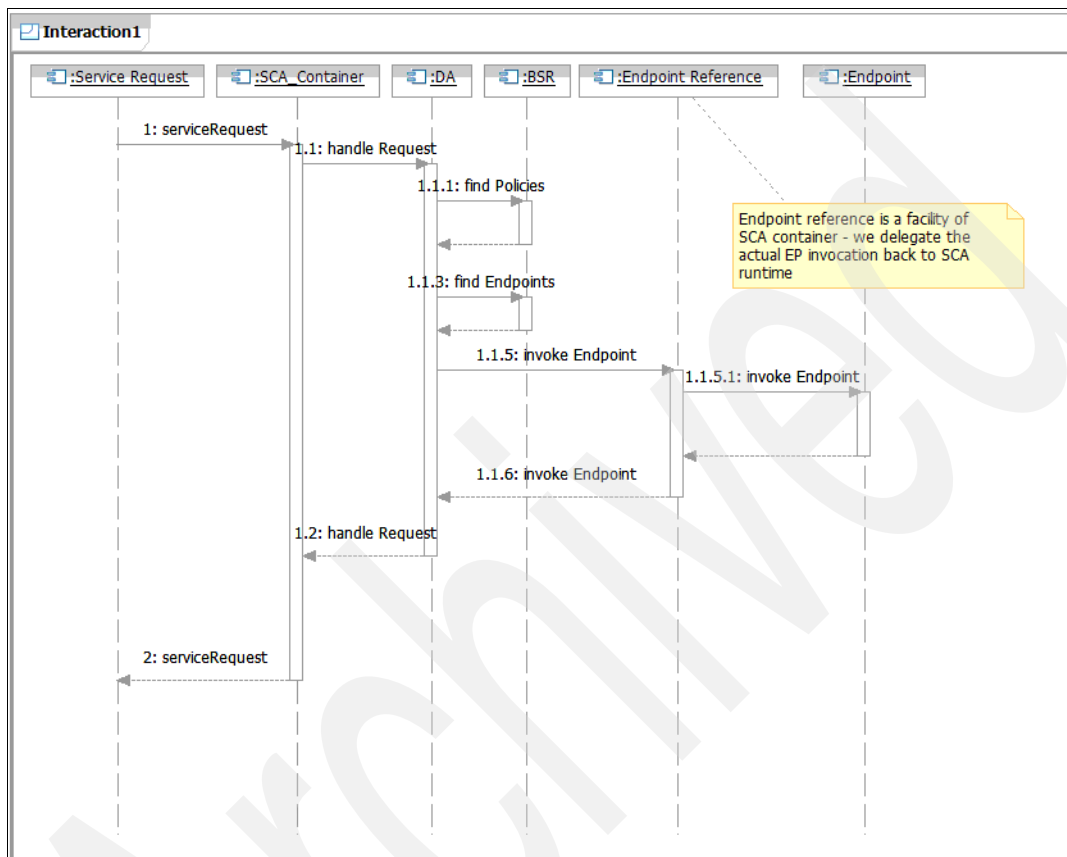 Interaction1
:Service Request
:SCA_Container
:DA
:BSR
:Endpoint Reference
:Endpoint
1: serviceRequest
1.1: handle Request
1.1.1: find Policies
Endpoint reference is a facility of
SCA container - we delegate the
actual EP invocation back to SCA
runtime
1.1.3: find Endpoints
1.1.5: invoke Endpoint
1.1.5.1: invoke Endpoint
1.1.6: invoke Endpoint
1.2: handle Request
2: serviceRequest
Archived